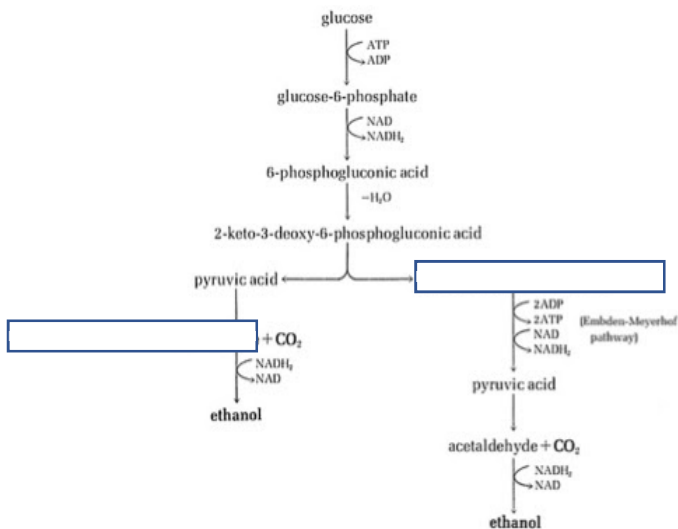 glucose
ATP
ADP
glucose-6-phosphate
NAD
NADH₂
6-phosphogluconic acid
-H₂O
2-keto-3-deoxy-6-phosphogluconic acid
pyruvic acid
2ADP
2ATP
(Embden-Meyerhof
NAD
pathway)
NADH₂
+ CO₂
NADH₂
NAD
pyruvic acid
ethanol
acetaldehyde + CO₂
NADH₂
NAD
ethanol